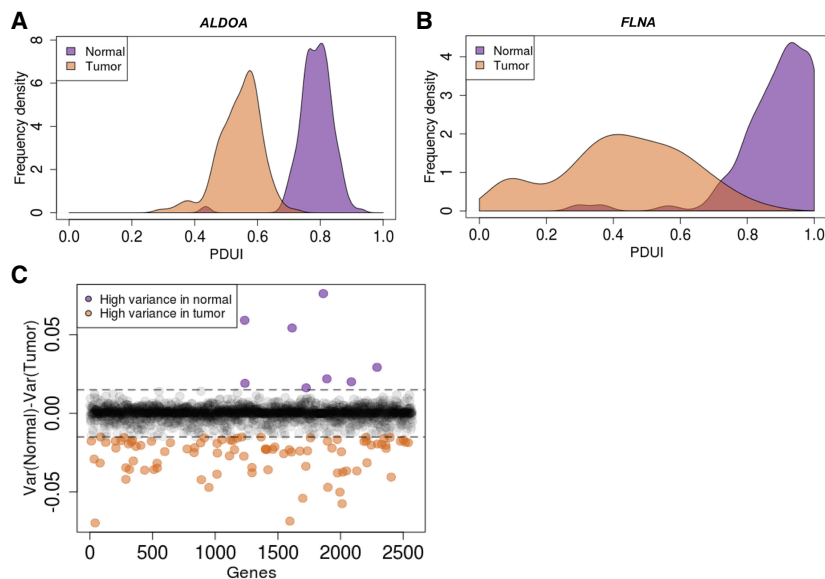 A
ALDOA
Normal
Tumor
Frequency density
0
2
4
6
8
0.0
0.2
0.4
0.6
0.8
1.0
PDUI
B
FLNA
Normal
Tumor
Frequency density
0
1
2
3
4
0.0
0.2
0.4
0.6
0.8
1.0
PDUI
C
High variance in normal
High variance in tumor
Var(Normal)-Var(Tumor)
-0.05
0.00
0.05
0
500
1000
1500
2000
2500
Genes